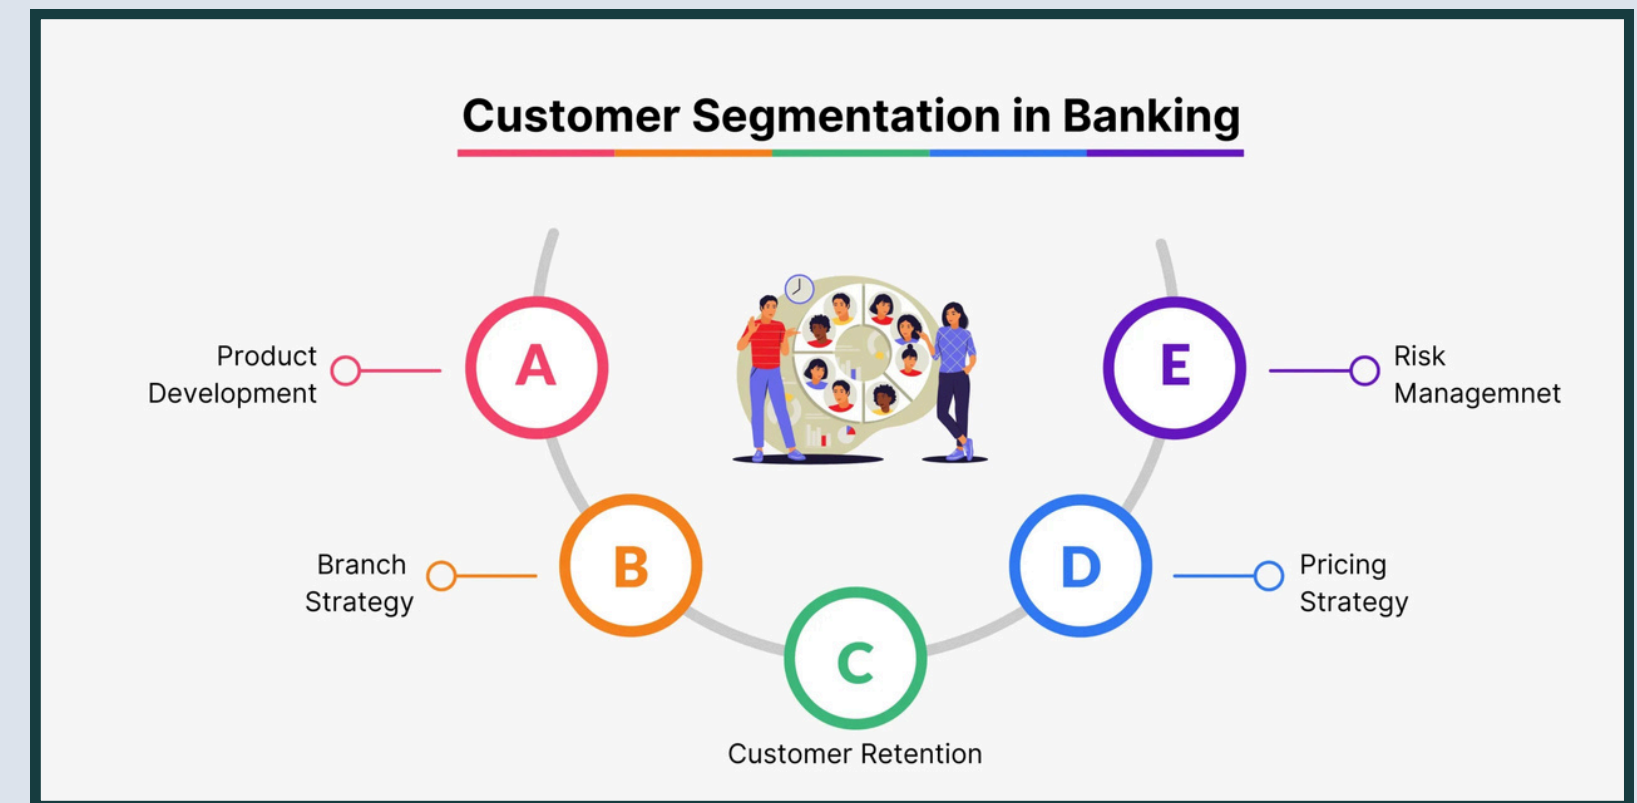 Customer Segmentation in Banking
A
Product
Development
B
Branch
Strategy
C
Customer Retention
D
Pricing
Strategy
E
Risk
Managemnet